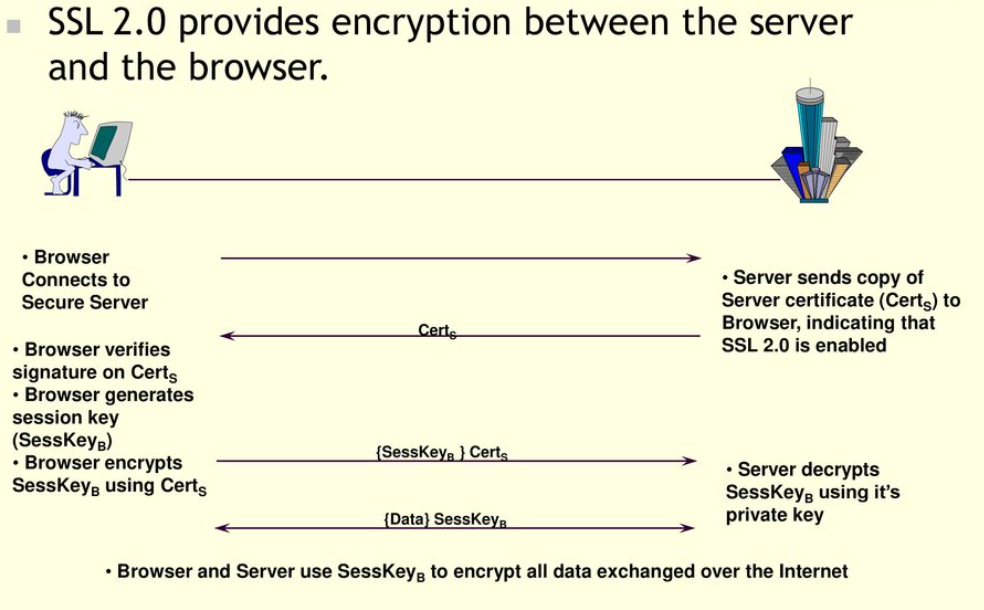 SSL 2.0 provides encryption between the server
and the browser.
• Browser
Connects to
Secure Server
• Server sends copy of
Server certificate (CertS) to
Browser, indicating that
SSL 2.0 is enabled
CertS
• Browser verifies
signature on CertS
• Browser generates
session key
(SessKeyB)
• Browser encrypts
SessKeyB using CertS
{SessKeyB } CertS
• Server decrypts
SessKeyB using it's
private key
{Data} SessKeyB
• Browser and Server use SessKeyB to encrypt all data exchanged over the Internet